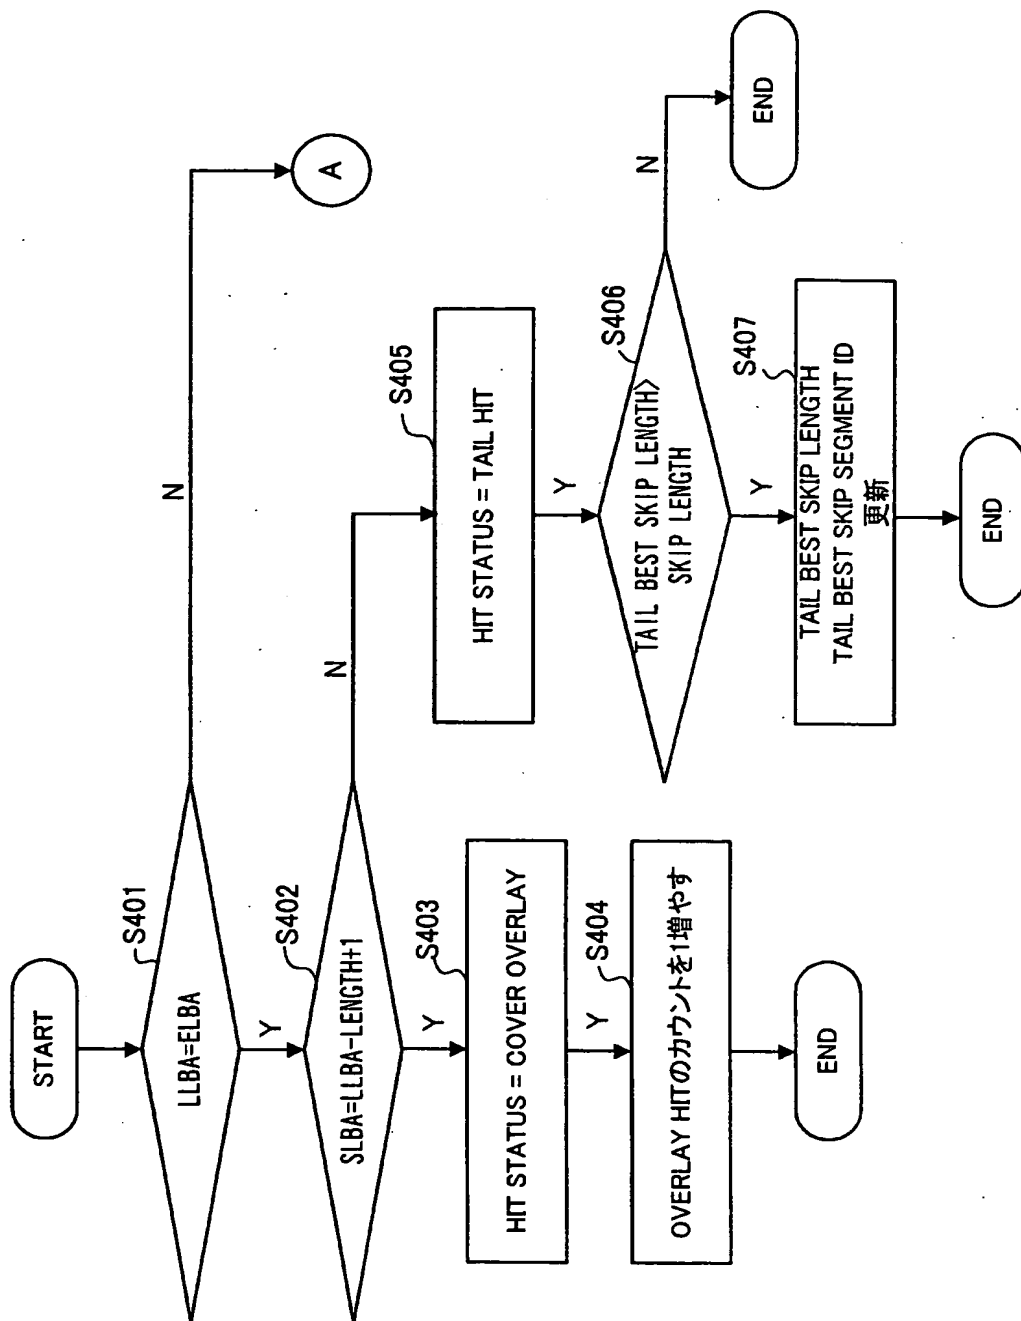 START
S401
LLBA=ELBA
N
A
Y
S402
SLBA=LLBA-LENGTH+1
N
Y
S403
HIT STATUS = COVER OVERLAY
Y
S404
OVERLAY HITのカウントを1増やす
END
S405
HIT STATUS = TAIL HIT
Y
S406
TAIL BEST SKIP LENGTH>
SKIP LENGTH
N
END
Y
S407
TAIL BEST SKIP LENGTH
TAIL BEST SKIP SEGMENT ID
更新
END